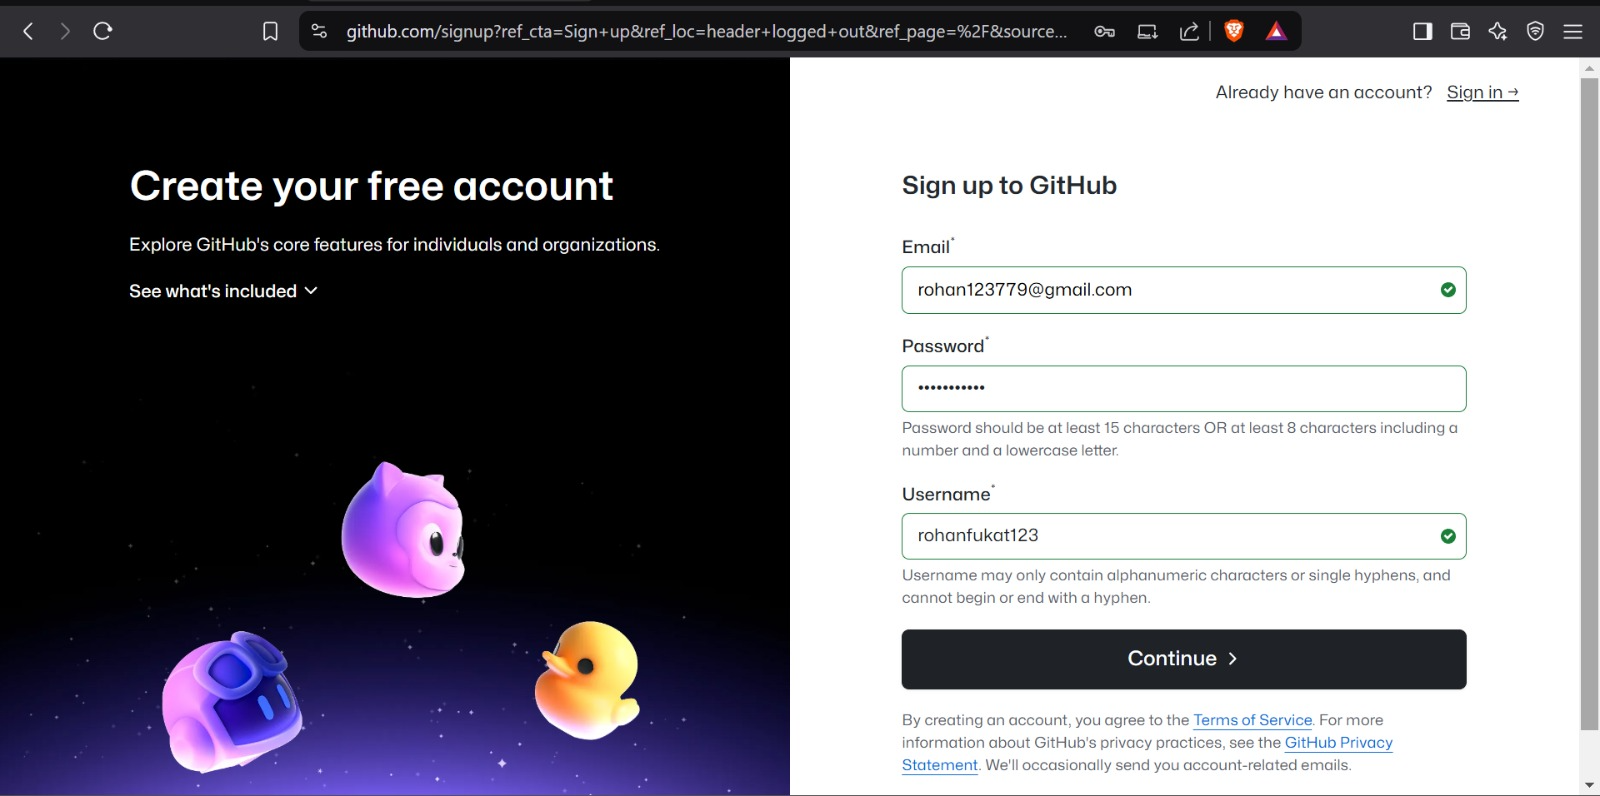 github.com/signup?ref_cta=Sign+up&ref_loc=header+logged+out&ref_page=%2F&source...
Already have an account? Sign in →
Create your free account
Explore GitHub's core features for individuals and organizations.
See what's included
Sign up to GitHub
Email*
rohan123779@gmail.com
Password*
•••••••••••
Password should be at least 15 characters OR at least 8 characters including a
number and a lowercase letter.
Username*
rohanfukat123
Username may only contain alphanumeric characters or single hyphens, and
cannot begin or end with a hyphen.
Continue >
By creating an account, you agree to the Terms of Service. For more
information about GitHub's privacy practices, see the GitHub Privacy
Statement. We'll occasionally send you account-related emails.